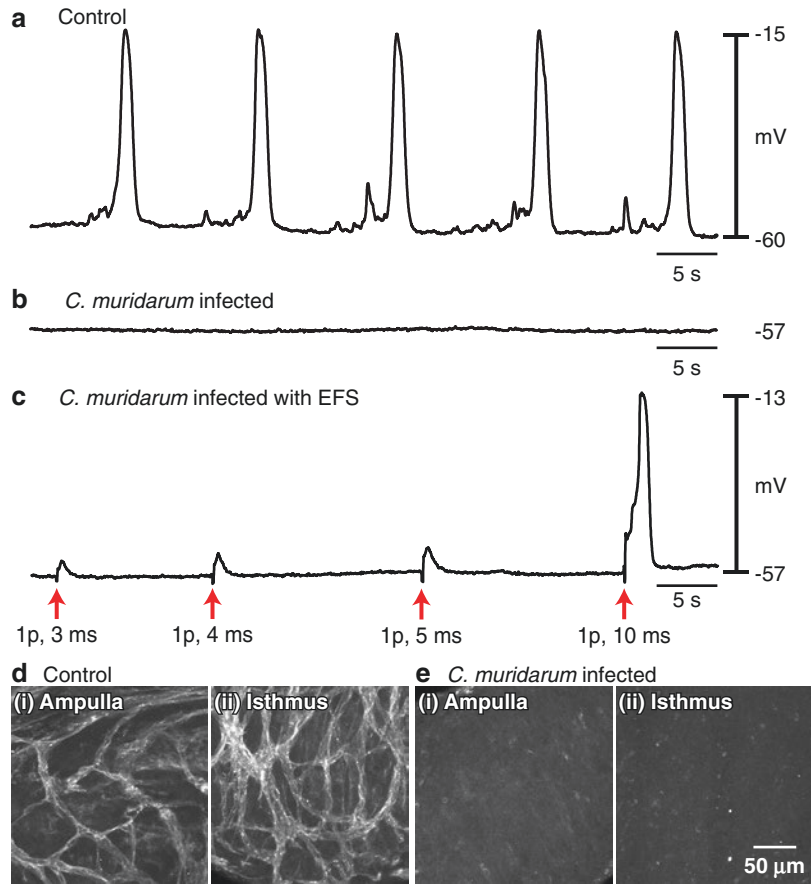 a Control
-15
mV
-60
5 s
b C. muridarum infected
-57
5 s
c C. muridarum infected with EFS
-13
mV
-57
5 s
1p, 3 ms 1p, 4 ms 1p, 5 ms 1p, 10 ms
d Control e C. muridarum infected
(i) Ampulla (ii) Isthmus (i) Ampulla (ii) Isthmus
50 µm